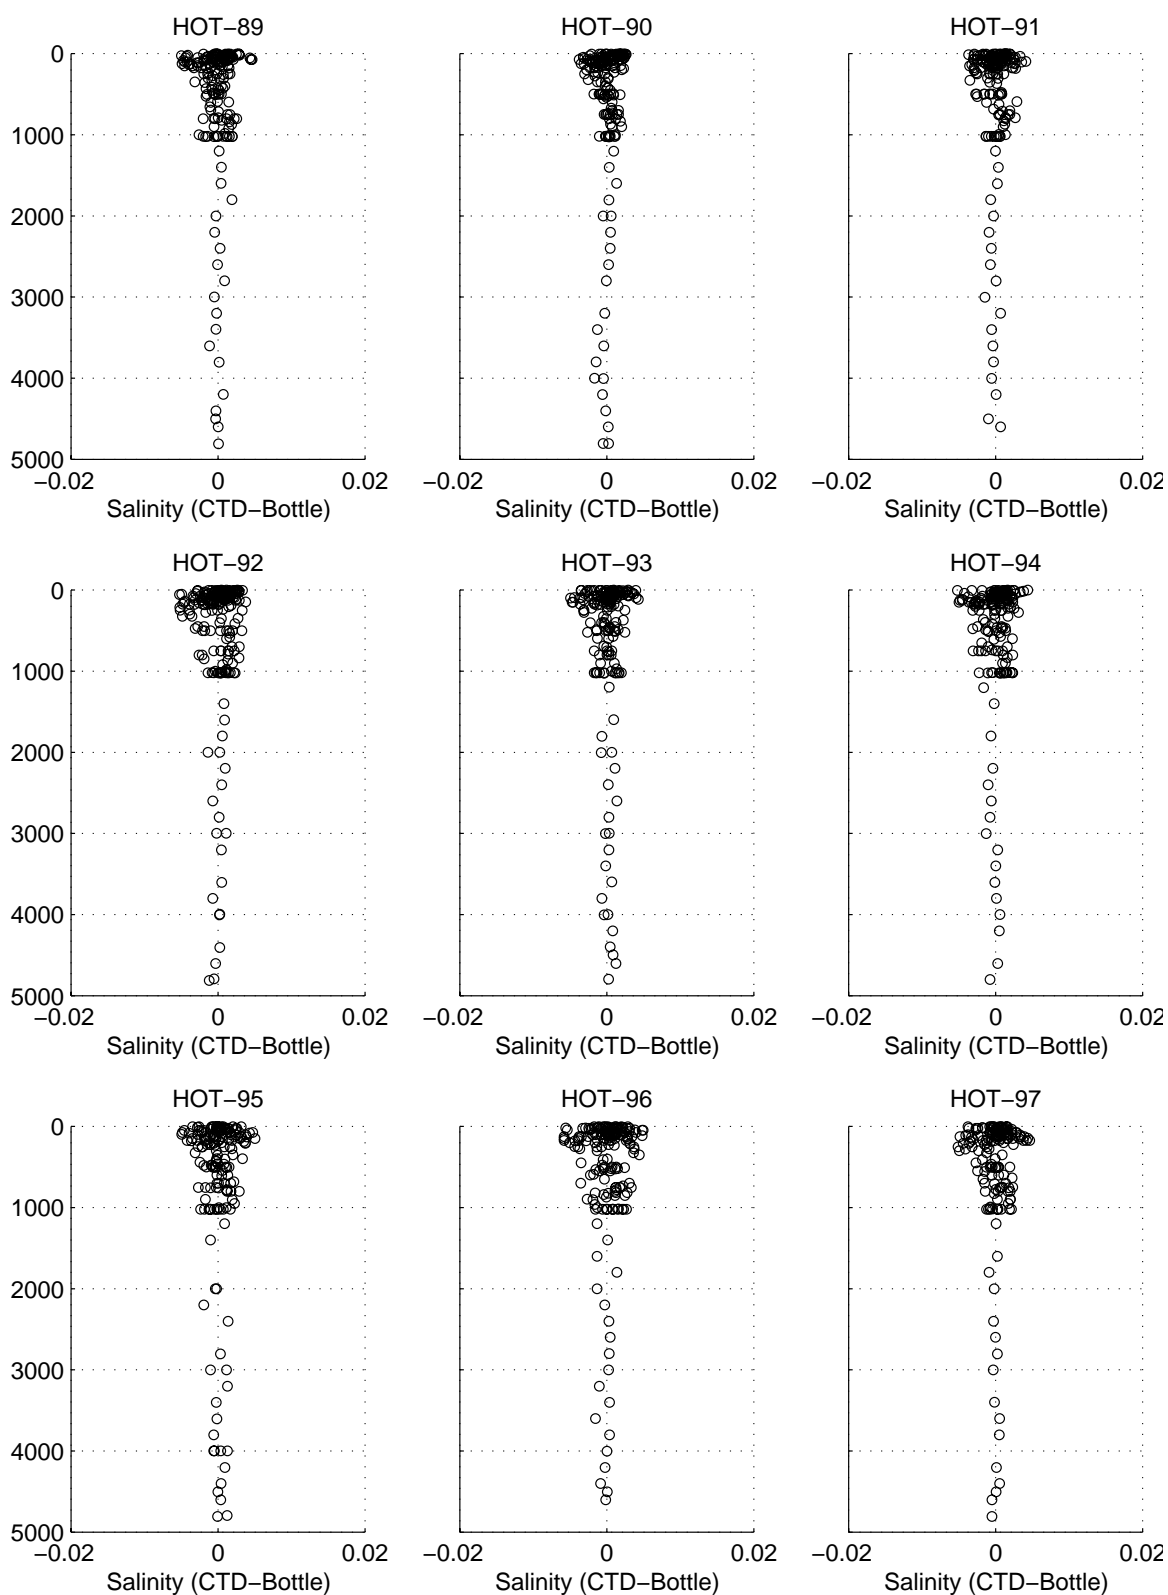 HOT−89 HOT−90 HOT−91
0
1000
2000
3000
4000
5000
−0.02 0 0.02 −0.02 0 0.02 −0.02 0 0.02
Salinity (CTD−Bottle) Salinity (CTD−Bottle) Salinity (CTD−Bottle)
HOT−92 HOT−93 HOT−94
0
1000
2000
3000
4000
5000
−0.02 0 0.02 −0.02 0 0.02 −0.02 0 0.02
Salinity (CTD−Bottle) Salinity (CTD−Bottle) Salinity (CTD−Bottle)
HOT−95 HOT−96 HOT−97
0
1000
2000
3000
4000
5000
−0.02 0 0.02 −0.02 0 0.02 −0.02 0 0.02
Salinity (CTD−Bottle) Salinity (CTD−Bottle) Salinity (CTD−Bottle)